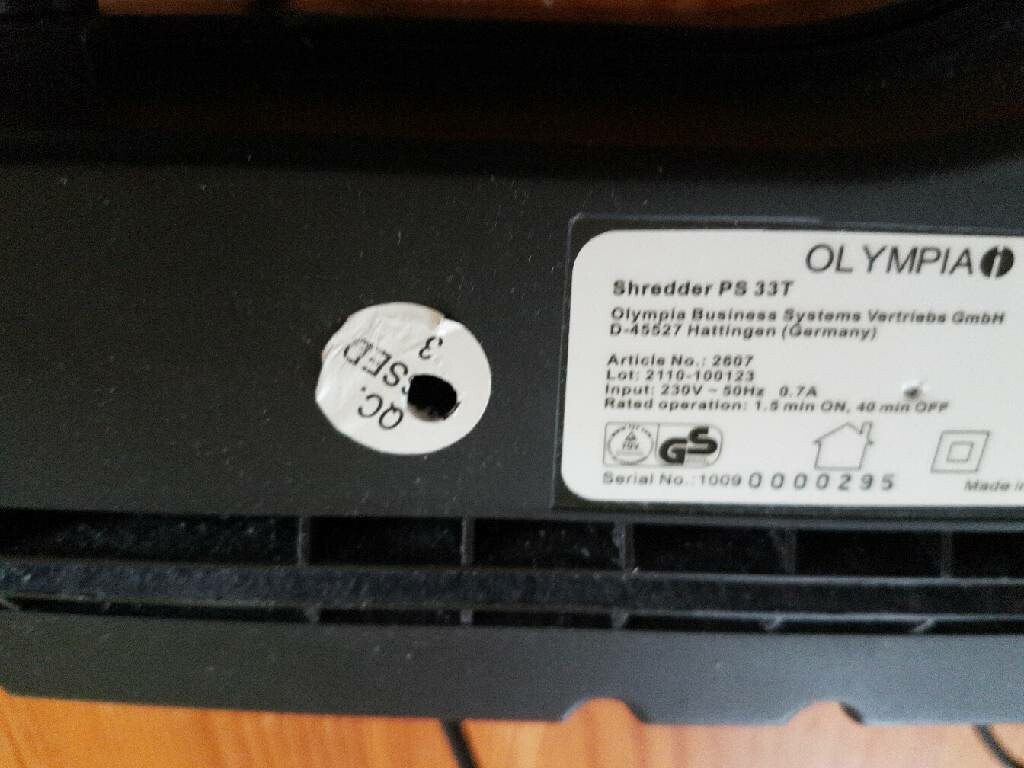 OLYMPIA
Shredder PS 33T
Olympia Business Systems Vertriebs GmbH
D-45527 Hattingen (Germany)
Article No.: 2607
Lot: 2110-100123
Input: 230V ~ 50Hz 0.7A
Rated operation: 1.5 min ON, 40 min OFF
GS
Serial No.: 1009 0000295
Made in
QC.
SSED
3